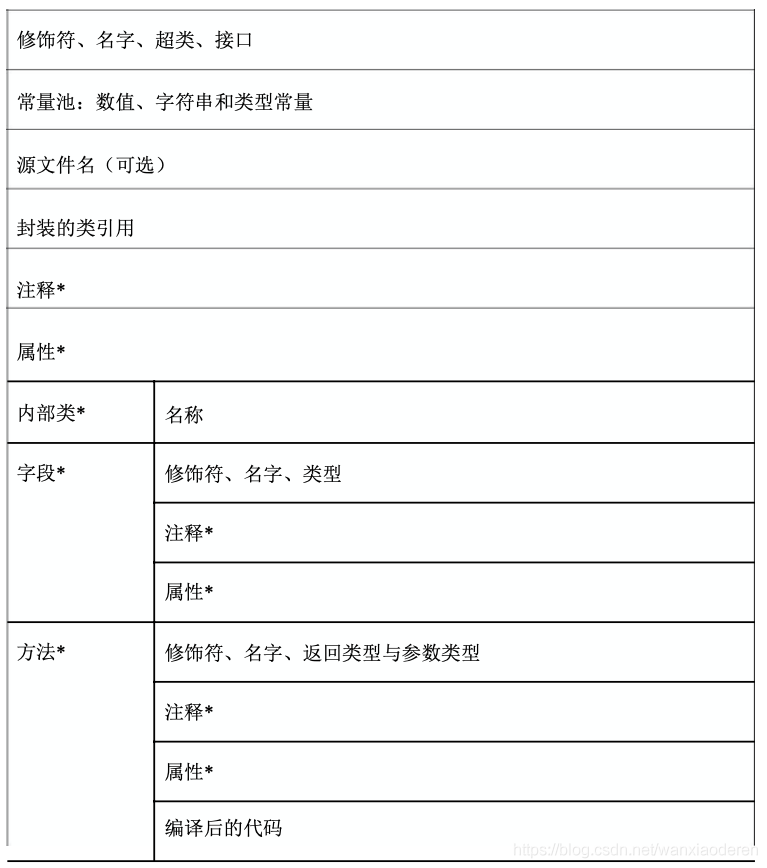 修饰符、名字、超类、接口
常量池：数值、字符串和类型常量
源文件名（可选）
封装的类引用
注释*
属性*
内部类* 名称
字段* 修饰符、名字、类型
注释*
属性*
方法* 修饰符、名字、返回类型与参数类型
注释*
属性*
编译后的代码
https://blog.csdn.net/wanxiaoderen